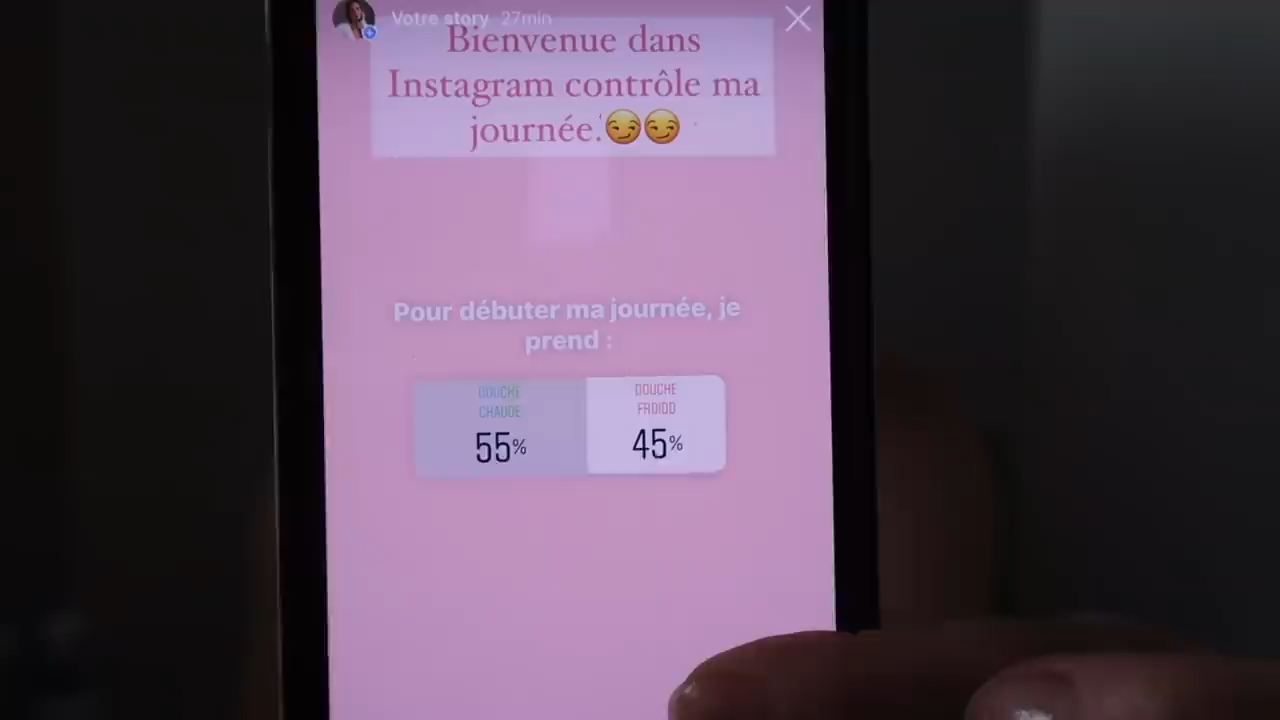 Votre story 27min
Bienvenue dans
Instagram contrôle ma
journée.😏😏
Pour débuter ma journée, je
prend :
DOUCHE
CHAUDE
55%
DOUCHE
FROIDD
45%